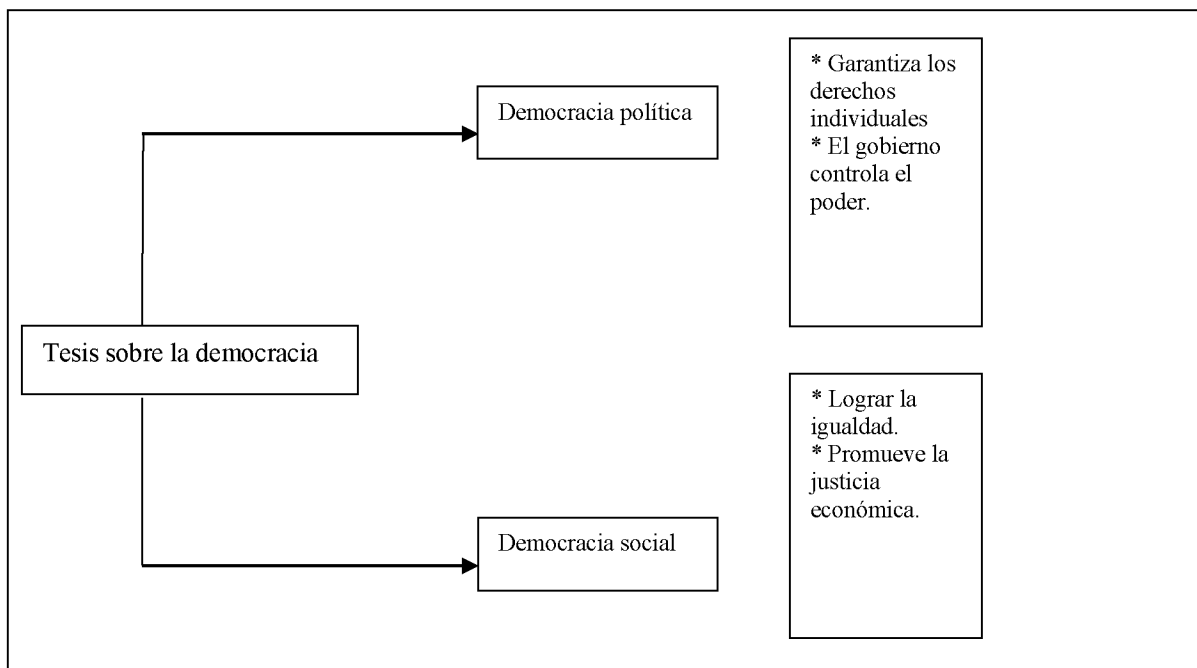 Democracia política
* Garantiza los
derechos
individuales
* El gobierno
controla el
poder.
Tesis sobre la democracia
* Lograr la
igualdad.
* Promueve la
justicia
económica.
Democracia social